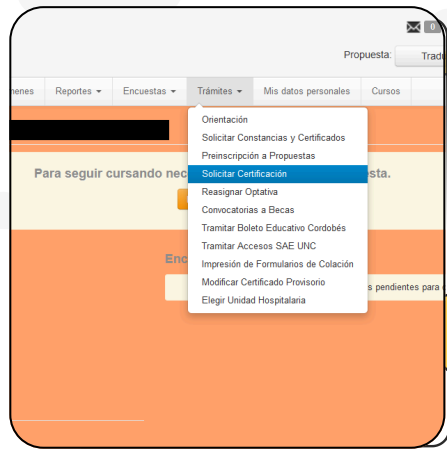 0
Propuesta: Tradu
menes Reportes Encuestas Trámites Mis datos personales Cursos
Orientación
Solicitar Constancias y Certificados
Preinscripción a Propuestas
Para seguir cursando nec Solicitar Certificación esta.
Reasignar Optativa
Convocatorias a Becas
Tramitar Boleto Educativo Cordobés
Tramitar Accesos SAE UNC
Enc Impresión de Formularios de Colación
Modificar Certificado Provisorio s pendientes para
Elegir Unidad Hospitalaria